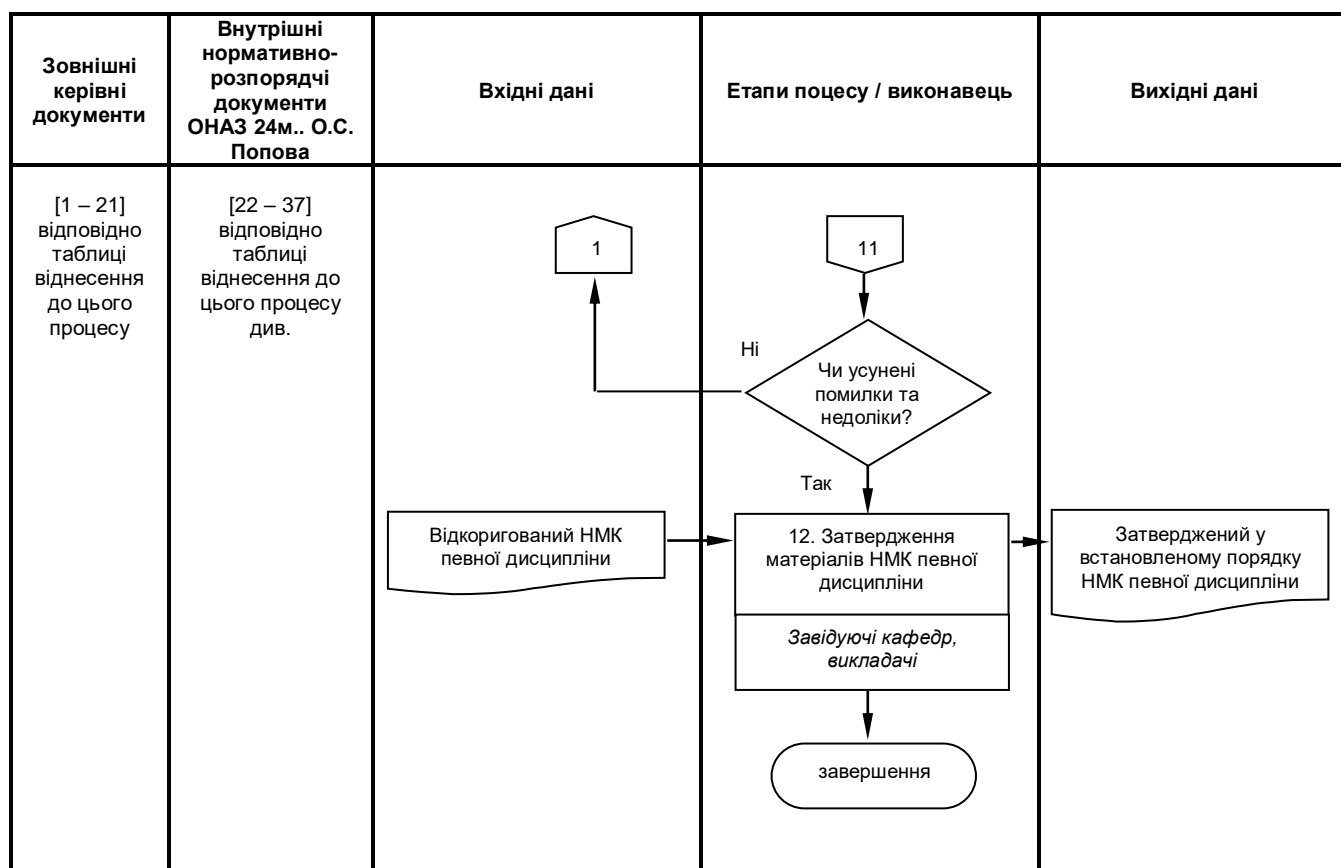 Зовнішні
керівні
документи
Внутрішні
нормативно-
розпорядчі
документи
ОНАЗ 24м.. О.С.
Попова
Вхідні дані
Етапи поцесу / виконавець
Вихідні дані
[1 – 21]
відповідно
таблиці
віднесення
до цього
процесу
[22 – 37]
відповідно
таблиці
віднесення до
цього процесу
див.
1
11
Ні
Чи усунені
помилки та
недоліки?
Так
Відкоригований НМК
певної дисципліни
12. Затвердження
матеріалів НМК певної
дисципліни
Завідуючі кафедр,
викладачі
Затверджений у
встановленому порядку
НМК певної дисципліни
завершення